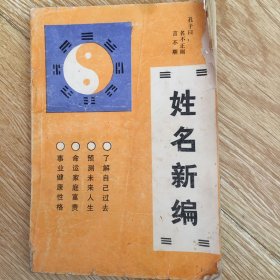 孔子曰：
名不正则
言不顺
姓名新编
了解自己过去
预测未来人生
命运家庭富贵
事业健康性格